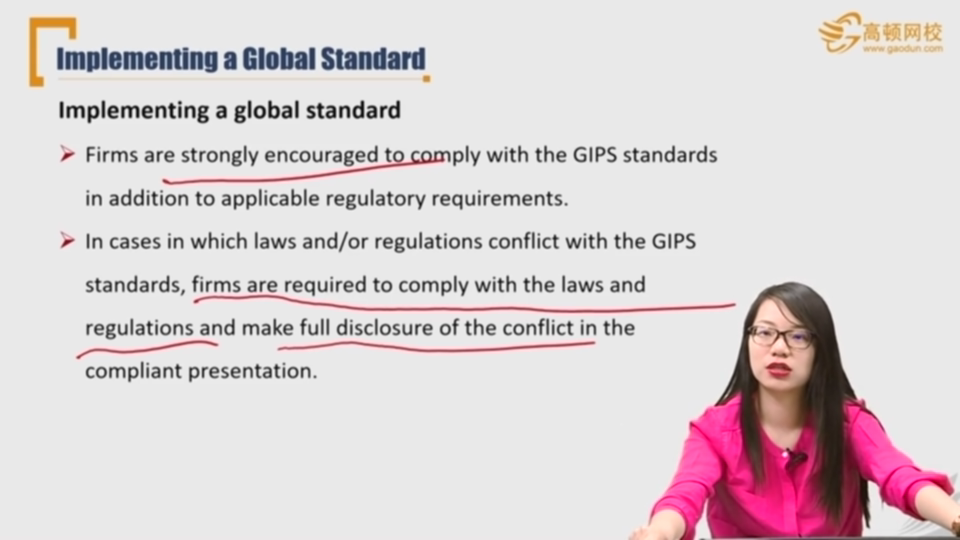 Implementing a Global Standard
高顿网校
www.gaodun.com
Implementing a global standard
Firms are strongly encouraged to comply with the GIPS standards
in addition to applicable regulatory requirements.
In cases in which laws and/or regulations conflict with the GIPS
standards, firms are required to comply with the laws and
regulations and make full disclosure of the conflict in the
compliant presentation.